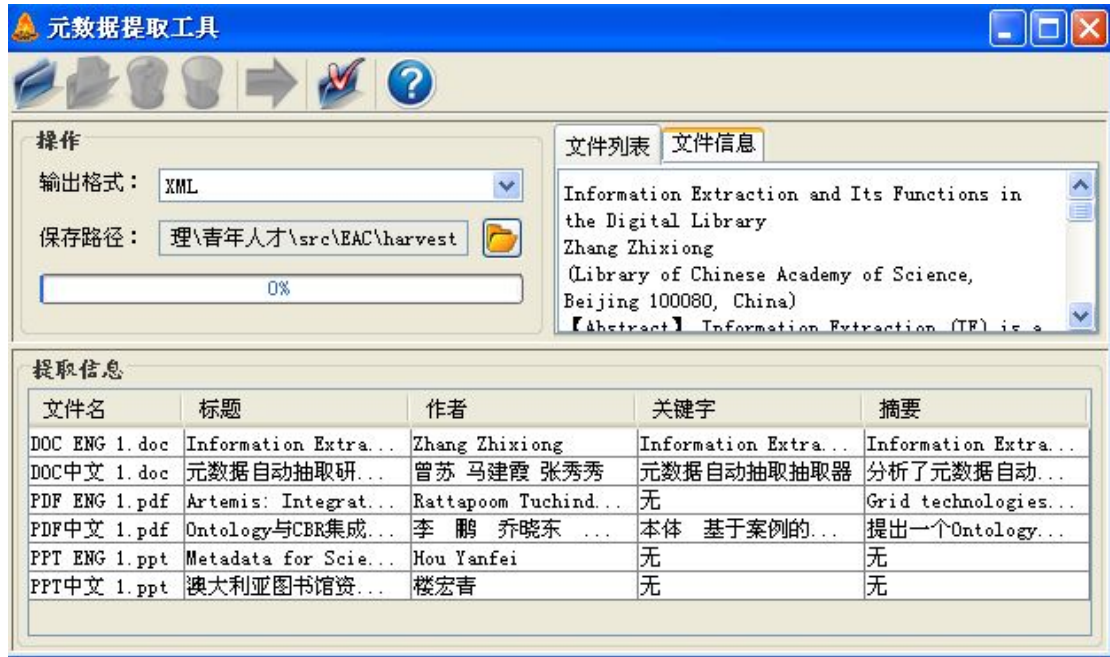 元数据提取工具
操作
输出格式： XML
保存路径： 理\青年人才\src\EAC\harvest
0%
文件列表 文件信息
Information Extraction and Its Functions in
the Digital Library
Zhang Zhixiong
(Library of Chinese Academy of Science,
Beijing 100080, China)
【Abstract】 Information Extraction (IE) is a
提取信息
文件名 标题 作者 关键字 摘要
DOC ENG 1.doc Information Extra... Zhang Zhixiong Information Extra... Information Extra...
DOC中文 1.doc 元数据自动抽取研... 曾苏 马建霞 张秀秀 元数据自动抽取抽取器 分析了元数据自动...
PDF ENG 1.pdf Artemis: Integrat... Rattapoom Tuchind... 无 Grid technologies...
PDF中文 1.pdf Ontology与CBR集成... 李 鹏 乔晓东 ... 本体 基于案例的... 提出一个Ontology...
PPT ENG 1.ppt Metadata for Scie... Hou Yanfei 无 无
PPT中文 1.ppt 澳大利亚图书馆资... 楼宏青 无 无